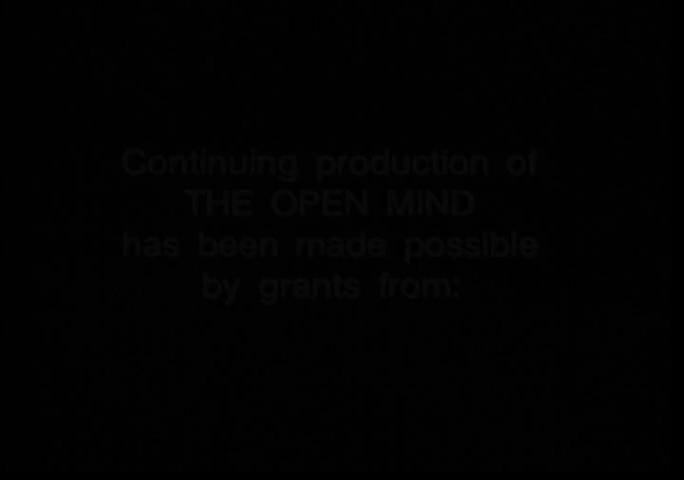 Continuing production of
THE OPEN MIND
has been made possible
by grants from: